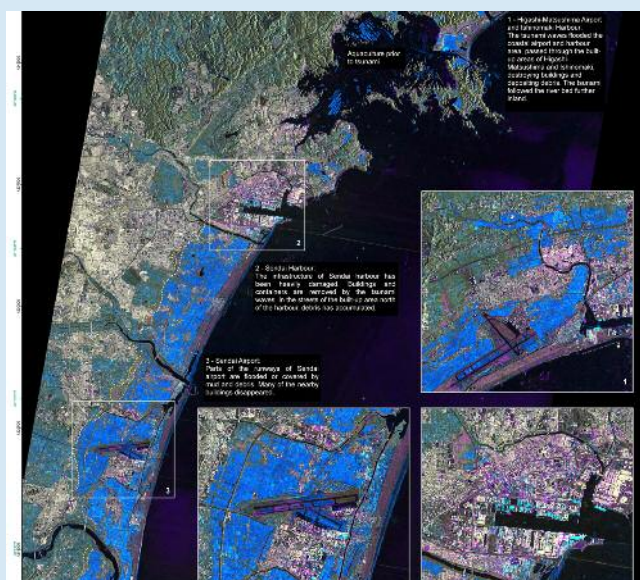 1 - Higashi-Matsushima Airport
and Ishinomaki Harbour:
The tsunami waves flooded the
coastal airport and harbour
area, passed through the built-
up areas of Higashi-
Matsushima and Ishinomaki,
destroying buildings and
depositing debris. The tsunami
followed the river bed further
inland.
Aquaculture prior
to tsunami
2
2 - Sendai Harbour:
The infrastructure of Sendai harbour has
been heavily damaged. Buildings and
containers are removed by the tsunami
waves. In the streets of the built-up area north
of the harbour, debris has accumulated.
3 - Sendai Airport:
Parts of the runways of Sendai
airport are flooded or covered by
mud and debris. Many of the nearby
buildings disappeared.
1
3